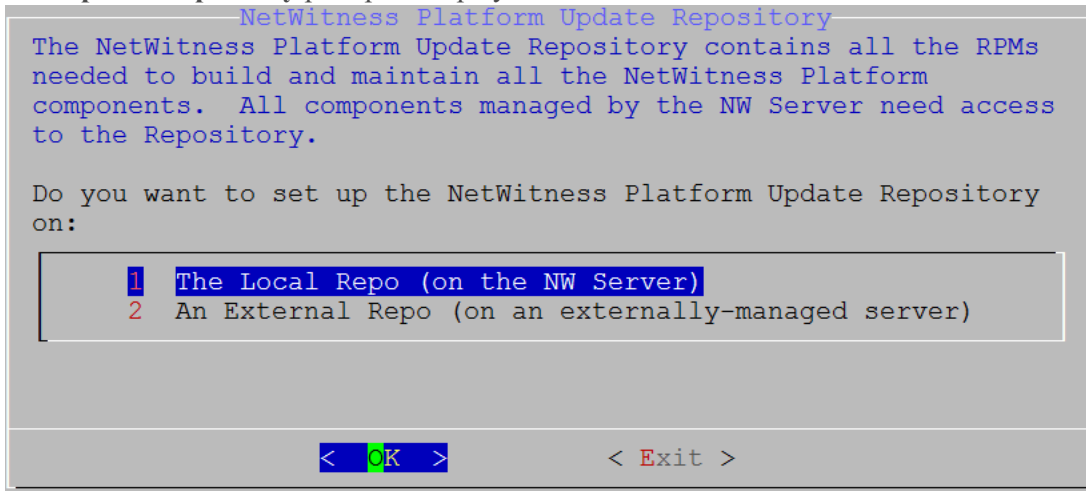 NetWitness Platform Update Repository
The NetWitness Platform Update Repository contains all the RPMs
needed to build and maintain all the NetWitness Platform
components.  All components managed by the NW Server need access
to the Repository.
Do you want to set up the NetWitness Platform Update Repository
on:
1  The Local Repo (on the NW Server)
2  An External Repo (on an externally-managed server)
<  OK  >  < Exit >